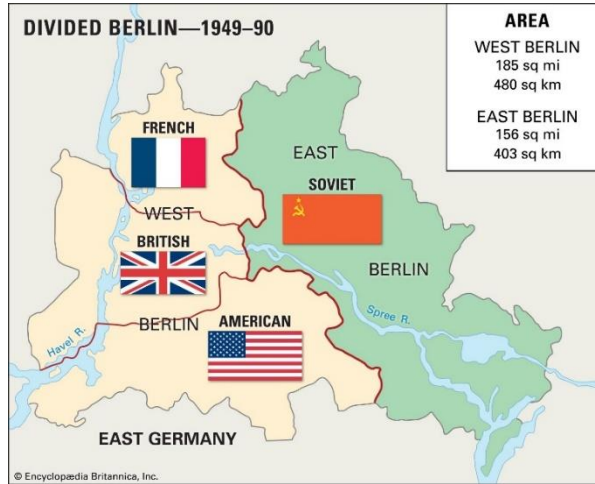 DIVIDED BERLIN—1949–90
AREA
WEST BERLIN
185 sq mi
480 sq km
EAST BERLIN
156 sq mi
403 sq km
FRENCH
EAST
SOVIET
WEST
BRITISH
BERLIN
Spree R.
Havel R.
BERLIN
AMERICAN
EAST GERMANY
© Encyclopædia Britannica, Inc.